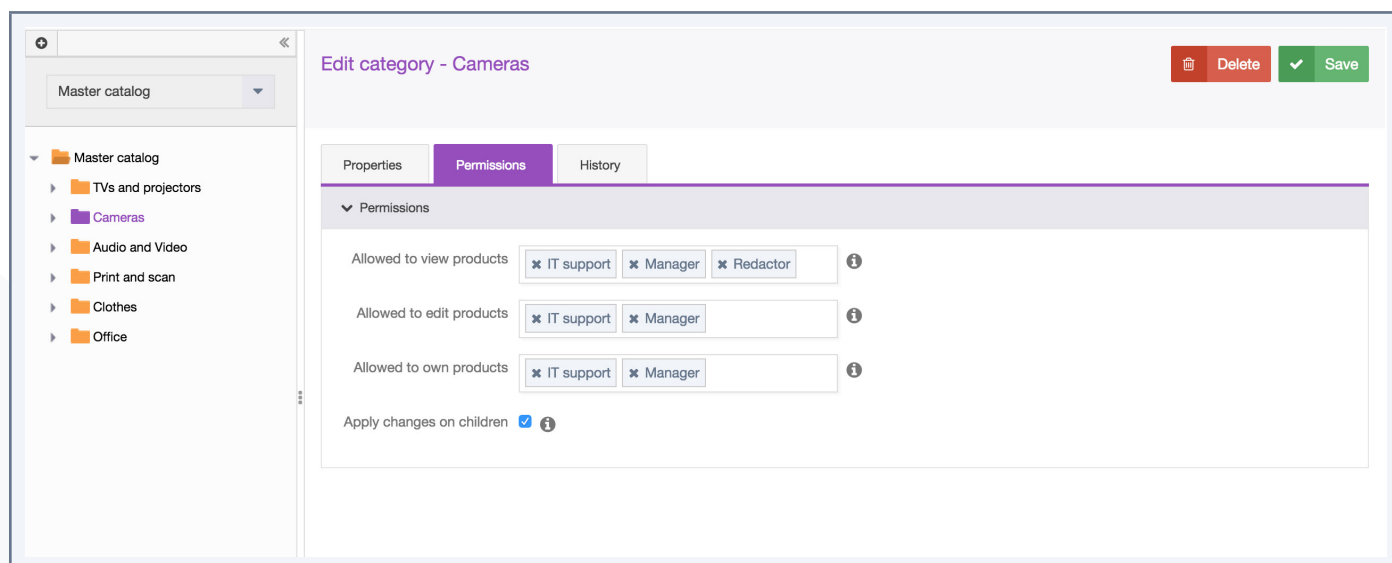 Master catalog
Master catalog
TVs and projectors
Cameras
Audio and Video
Print and scan
Clothes
Office
Edit category - Cameras
Delete
Save
Properties
Permissions
History
Permissions
Allowed to view products
IT support
Manager
Redactor
Allowed to edit products
IT support
Manager
Allowed to own products
IT support
Manager
Apply changes on children